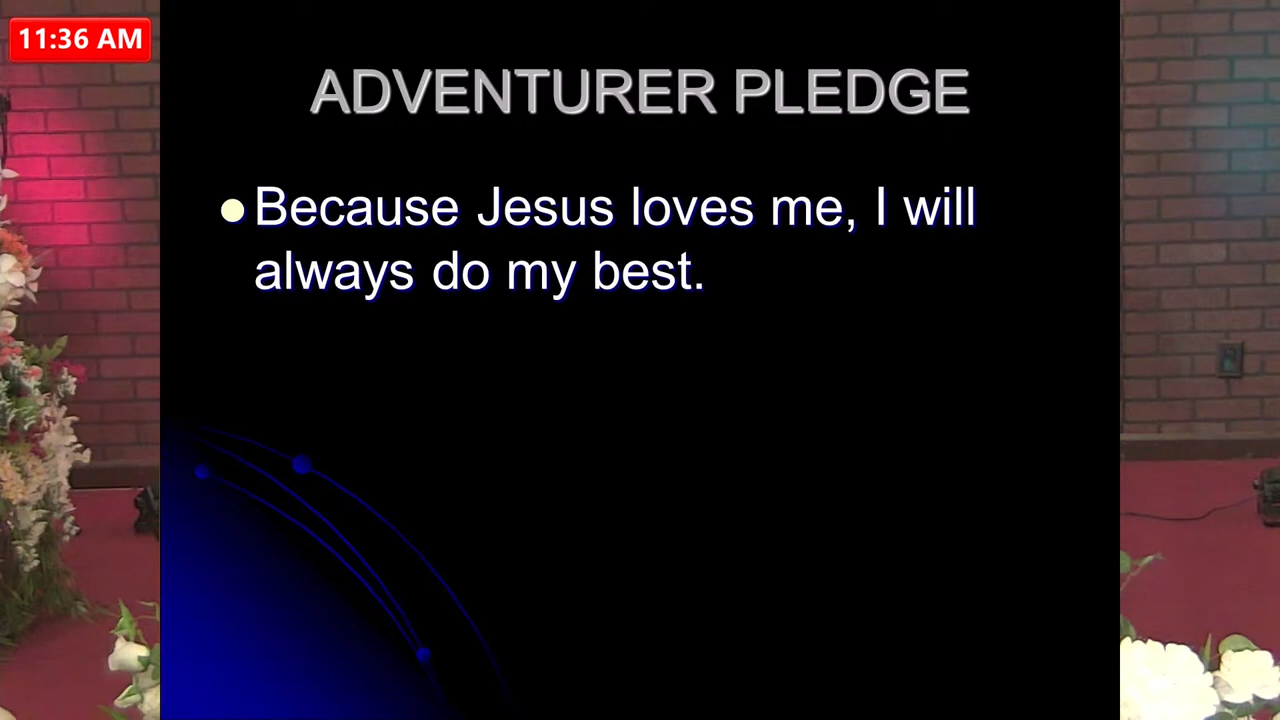 11:36 AM
ADVENTURER PLEDGE
Because Jesus loves me, I will
always do my best.